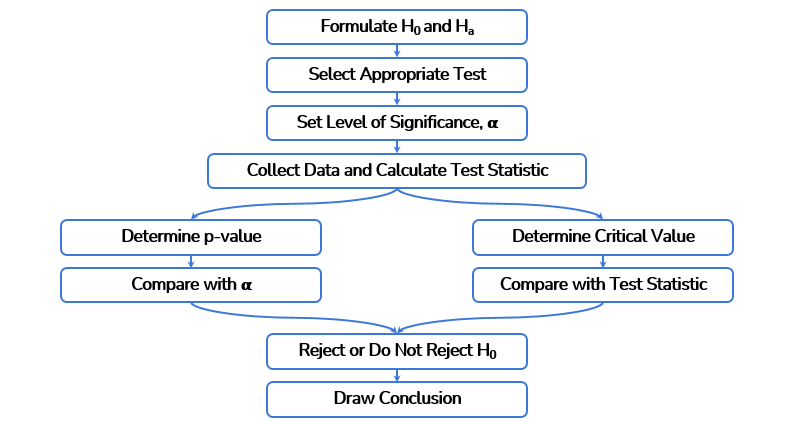 Formulate H₀ and Hₐ
Select Appropriate Test
Set Level of Significance, α
Collect Data and Calculate Test Statistic
Determine p-value
Compare with α
Determine Critical Value
Compare with Test Statistic
Reject or Do Not Reject H₀
Draw Conclusion